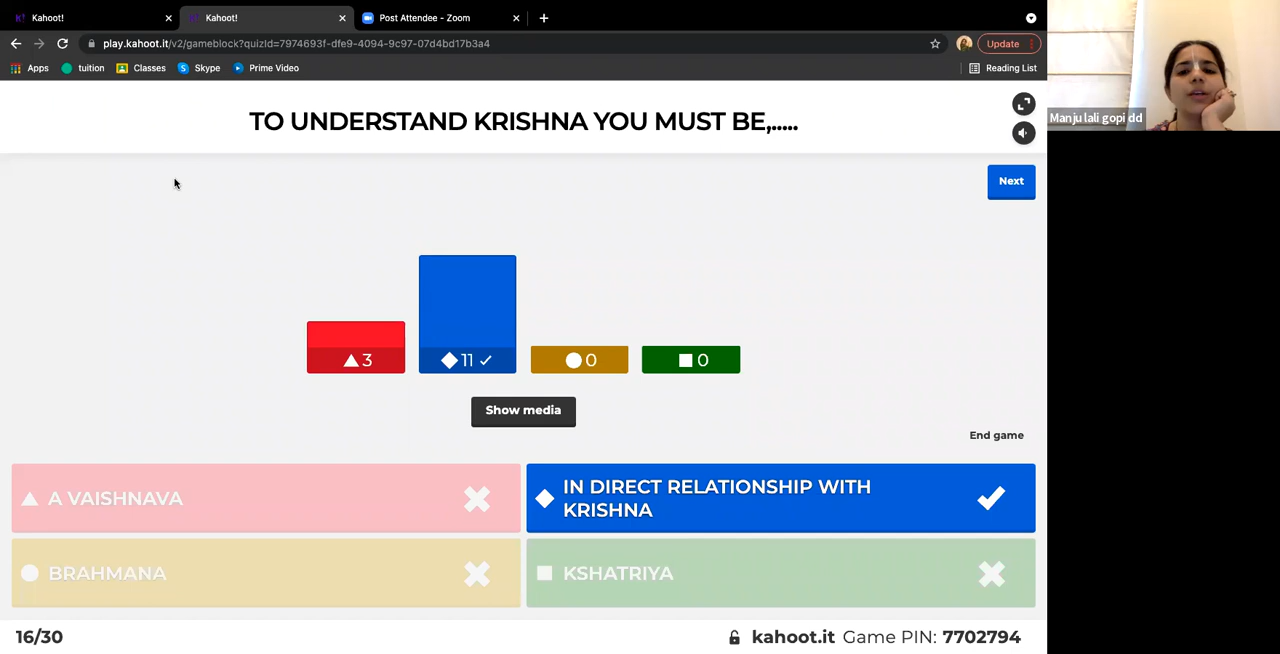 Kahoot!
Kahoot!
Post Attendee - Zoom
play.kahoot.it/v2/gameblock?quizId=7974693f-dfe9-4094-9c97-07d4bd17b3a4
Update
Apps
tuition
Classes
Skype
Prime Video
Reading List
TO UNDERSTAND KRISHNA YOU MUST BE,.....
Manju lali gopi dd
Next
3
11
0
0
Show media
End game
A VAISHNAVA
IN DIRECT RELATIONSHIP WITH
KRISHNA
BRAHMANA
KSHATRIYA
16/30
kahoot.it Game PIN: 7702794